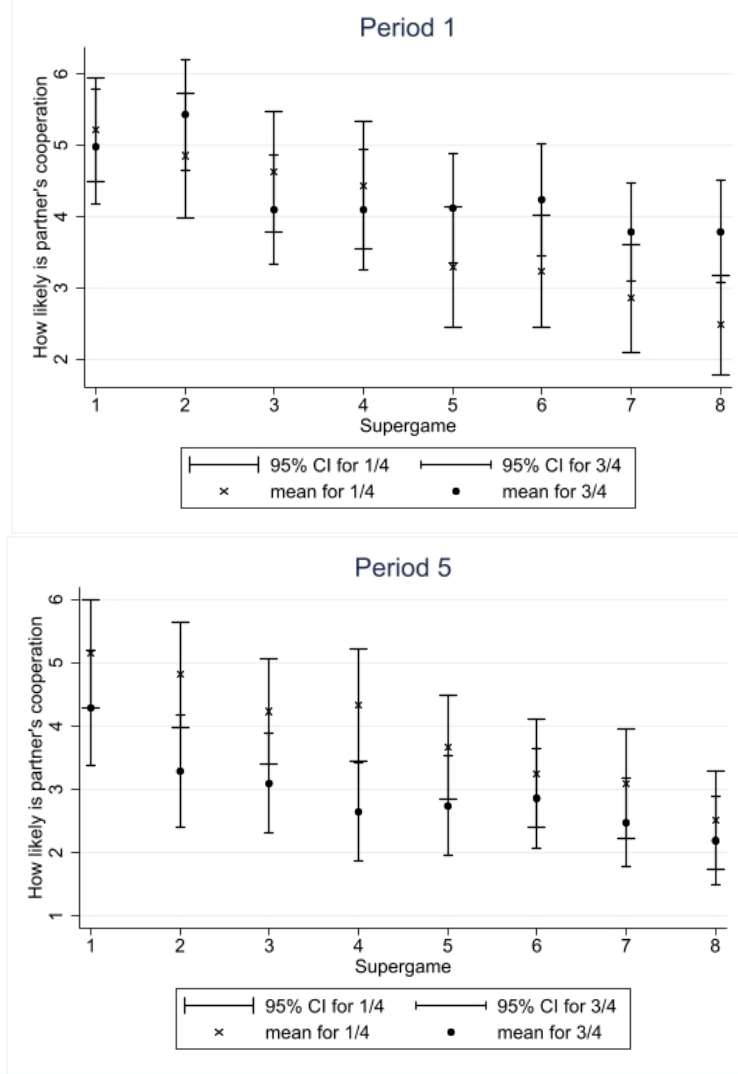 Period 1
How likely is partner's cooperation
6
5
4
3
2
1 2 3 4 5 6 7 8
Supergame
95% CI for 1/4 95% CI for 3/4
× mean for 1/4 • mean for 3/4
Period 5
How likely is partner's cooperation
6
5
4
3
2
1
1 2 3 4 5 6 7 8
Supergame
95% CI for 1/4 95% CI for 3/4
× mean for 1/4 • mean for 3/4